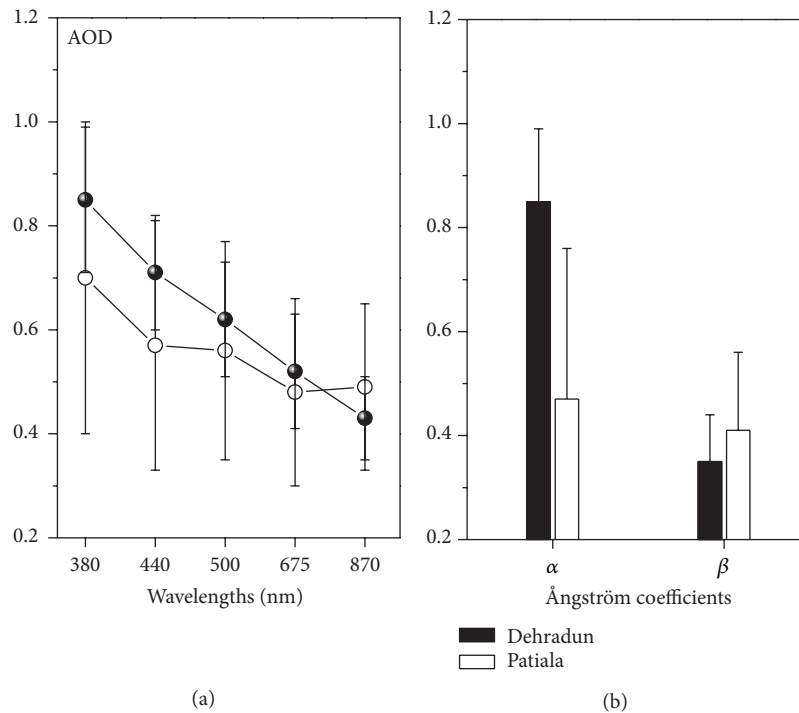 AOD
1.2
1.0
0.8
0.6
0.4
0.2
380 440 500 675 870
Wavelengths (nm)
(a)
1.2
1.0
0.8
0.6
0.4
0.2
α β
Ångström coefficients
Dehradun
Patiala
(b)